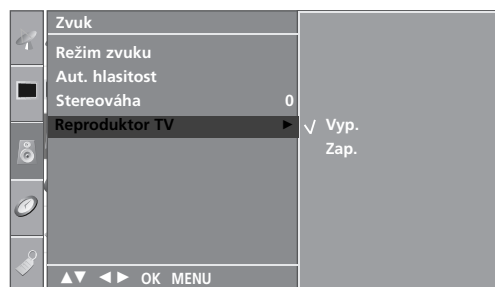 Zvuk
Režim zvuku
Aut. hlasitost
Stereováha 0
Reproduktor TV ► √ Vyp.
Zap.
▲▼ ◄► OK MENU